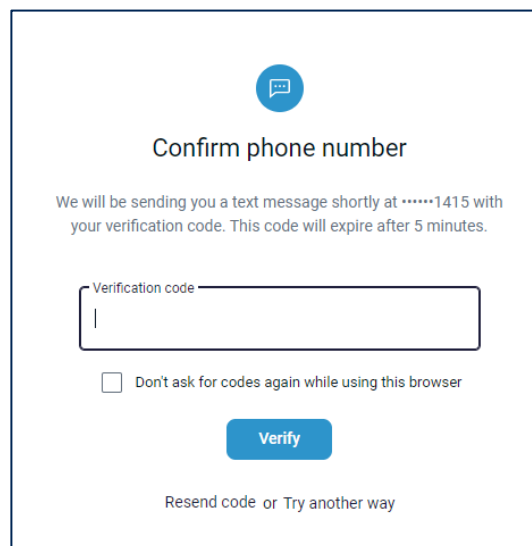 Confirm phone number
We will be sending you a text message shortly at ••••••1415 with
your verification code. This code will expire after 5 minutes.
Verification code
Don't ask for codes again while using this browser
Verify
Resend code or Try another way